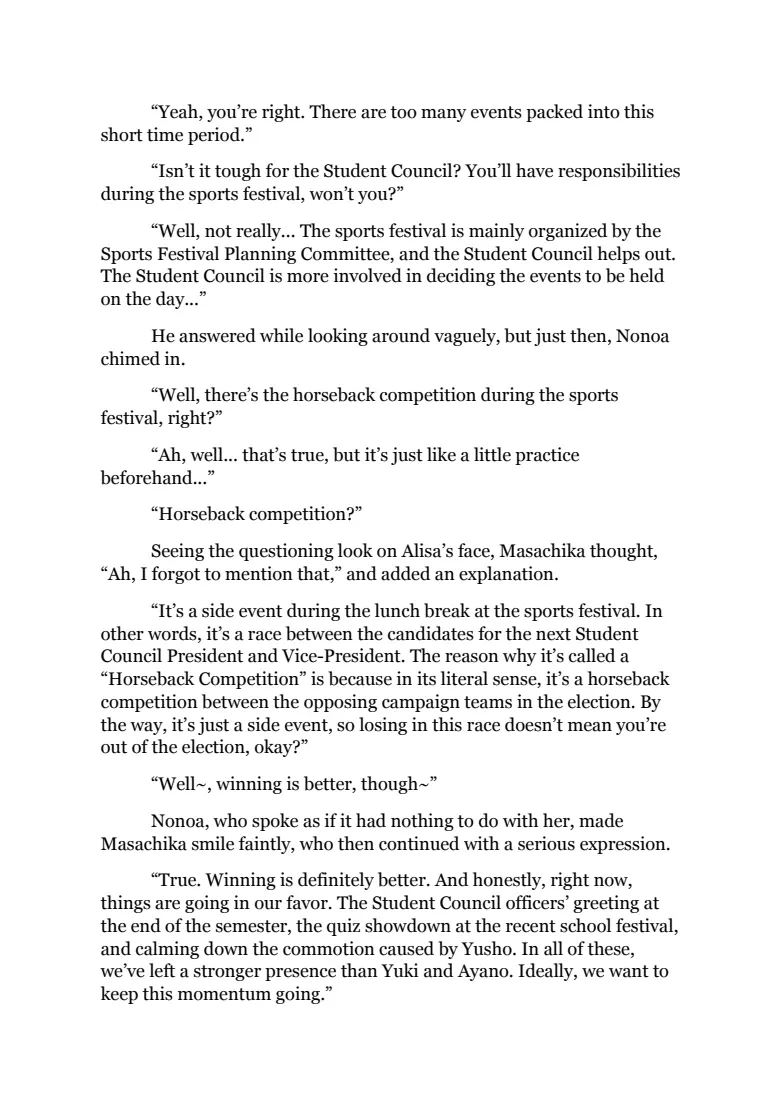 “Yeah, you’re right. There are too many events packed into this
short time period.”
“Isn’t it tough for the Student Council? You’ll have responsibilities
during the sports festival, won’t you?”
“Well, not really... The sports festival is mainly organized by the
Sports Festival Planning Committee, and the Student Council helps out.
The Student Council is more involved in deciding the events to be held
on the day...”
He answered while looking around vaguely, but just then, Nonoa
chimed in.
“Well, there’s the horseback competition during the sports
festival, right?”
“Ah, well... that’s true, but it’s just like a little practice
beforehand...”
“Horseback competition?”
Seeing the questioning look on Alisa’s face, Masachika thought,
“Ah, I forgot to mention that,” and added an explanation.
“It’s a side event during the lunch break at the sports festival. In
other words, it’s a race between the candidates for the next Student
Council President and Vice-President. The reason why it’s called a
“Horseback Competition” is because in its literal sense, it’s a horseback
competition between the opposing campaign teams in the election. By
the way, it’s just a side event, so losing in this race doesn’t mean you’re
out of the election, okay?”
“Well~, winning is better, though~”
Nonoa, who spoke as if it had nothing to do with her, made
Masachika smile faintly, who then continued with a serious expression.
“True. Winning is definitely better. And honestly, right now,
things are going in our favor. The Student Council officers’ greeting at
the end of the semester, the quiz showdown at the recent school festival,
and calming down the commotion caused by Yusho. In all of these,
we’ve left a stronger presence than Yuki and Ayano. Ideally, we want to
keep this momentum going.”